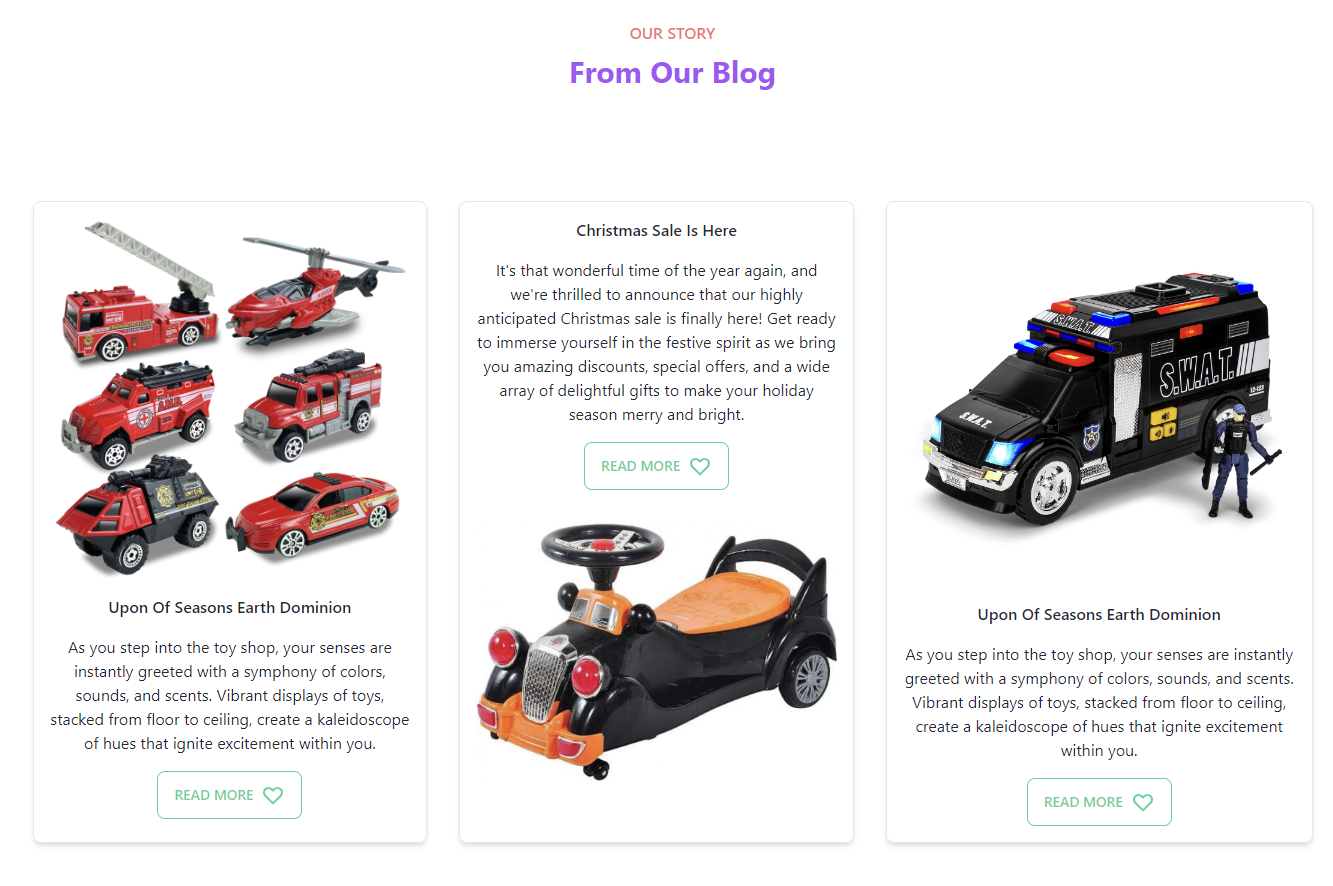 OUR STORY
From Our Blog
Upon Of Seasons Earth Dominion
As you step into the toy shop, your senses are
instantly greeted with a symphony of colors,
sounds, and scents. Vibrant displays of toys,
stacked from floor to ceiling, create a kaleidoscope
of hues that ignite excitement within you.
READ MORE
Christmas Sale Is Here
It's that wonderful time of the year again, and
we're thrilled to announce that our highly
anticipated Christmas sale is finally here! Get ready
to immerse yourself in the festive spirit as we bring
you amazing discounts, special offers, and a wide
array of delightful gifts to make your holiday
season merry and bright.
READ MORE
S.W.A.T.
S.W.A.T.
12-123
S.W.A.T.
Upon Of Seasons Earth Dominion
As you step into the toy shop, your senses are instantly
greeted with a symphony of colors, sounds, and scents.
Vibrant displays of toys, stacked from floor to ceiling,
create a kaleidoscope of hues that ignite excitement
within you.
READ MORE